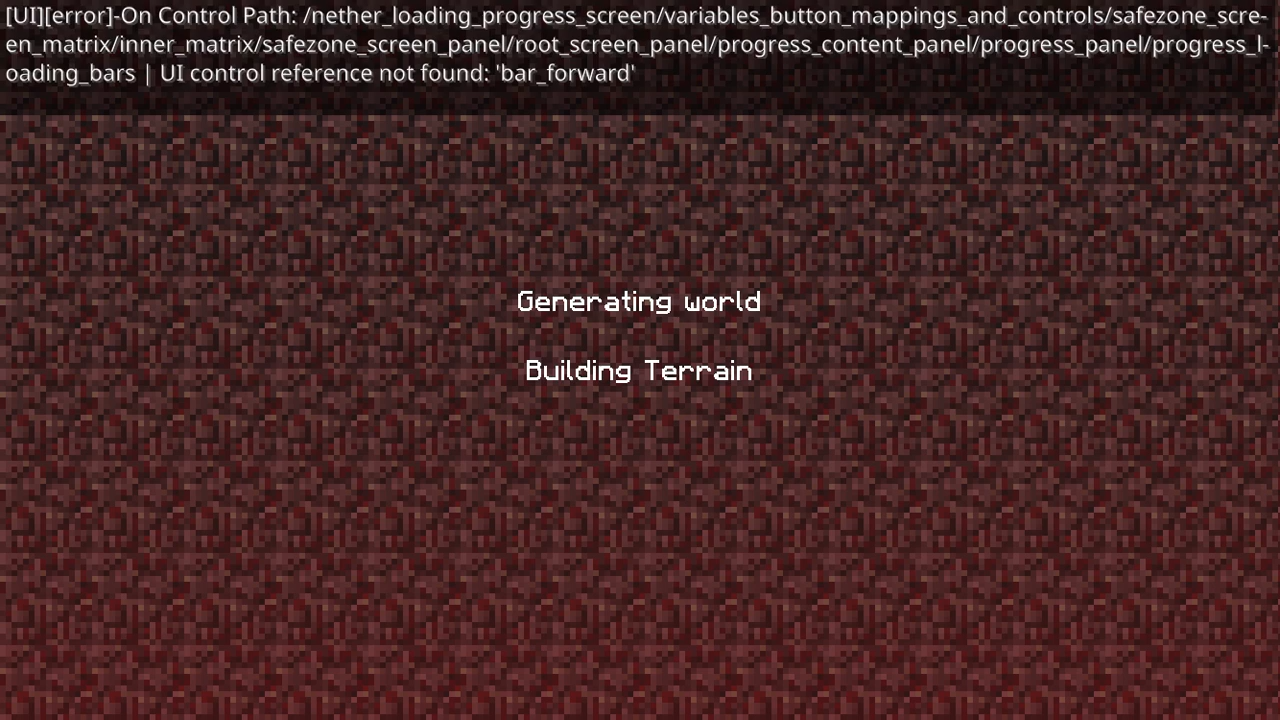 [UI][error]-On Control Path: /nether_loading_progress_screen/variables_button_mappings_and_controls/safezone_scre-
en_matrix/inner_matrix/safezone_screen_panel/root_screen_panel/progress_content_panel/progress_panel/progress_l-
oading_bars | UI control reference not found: 'bar_forward'
Generating world
Building Terrain